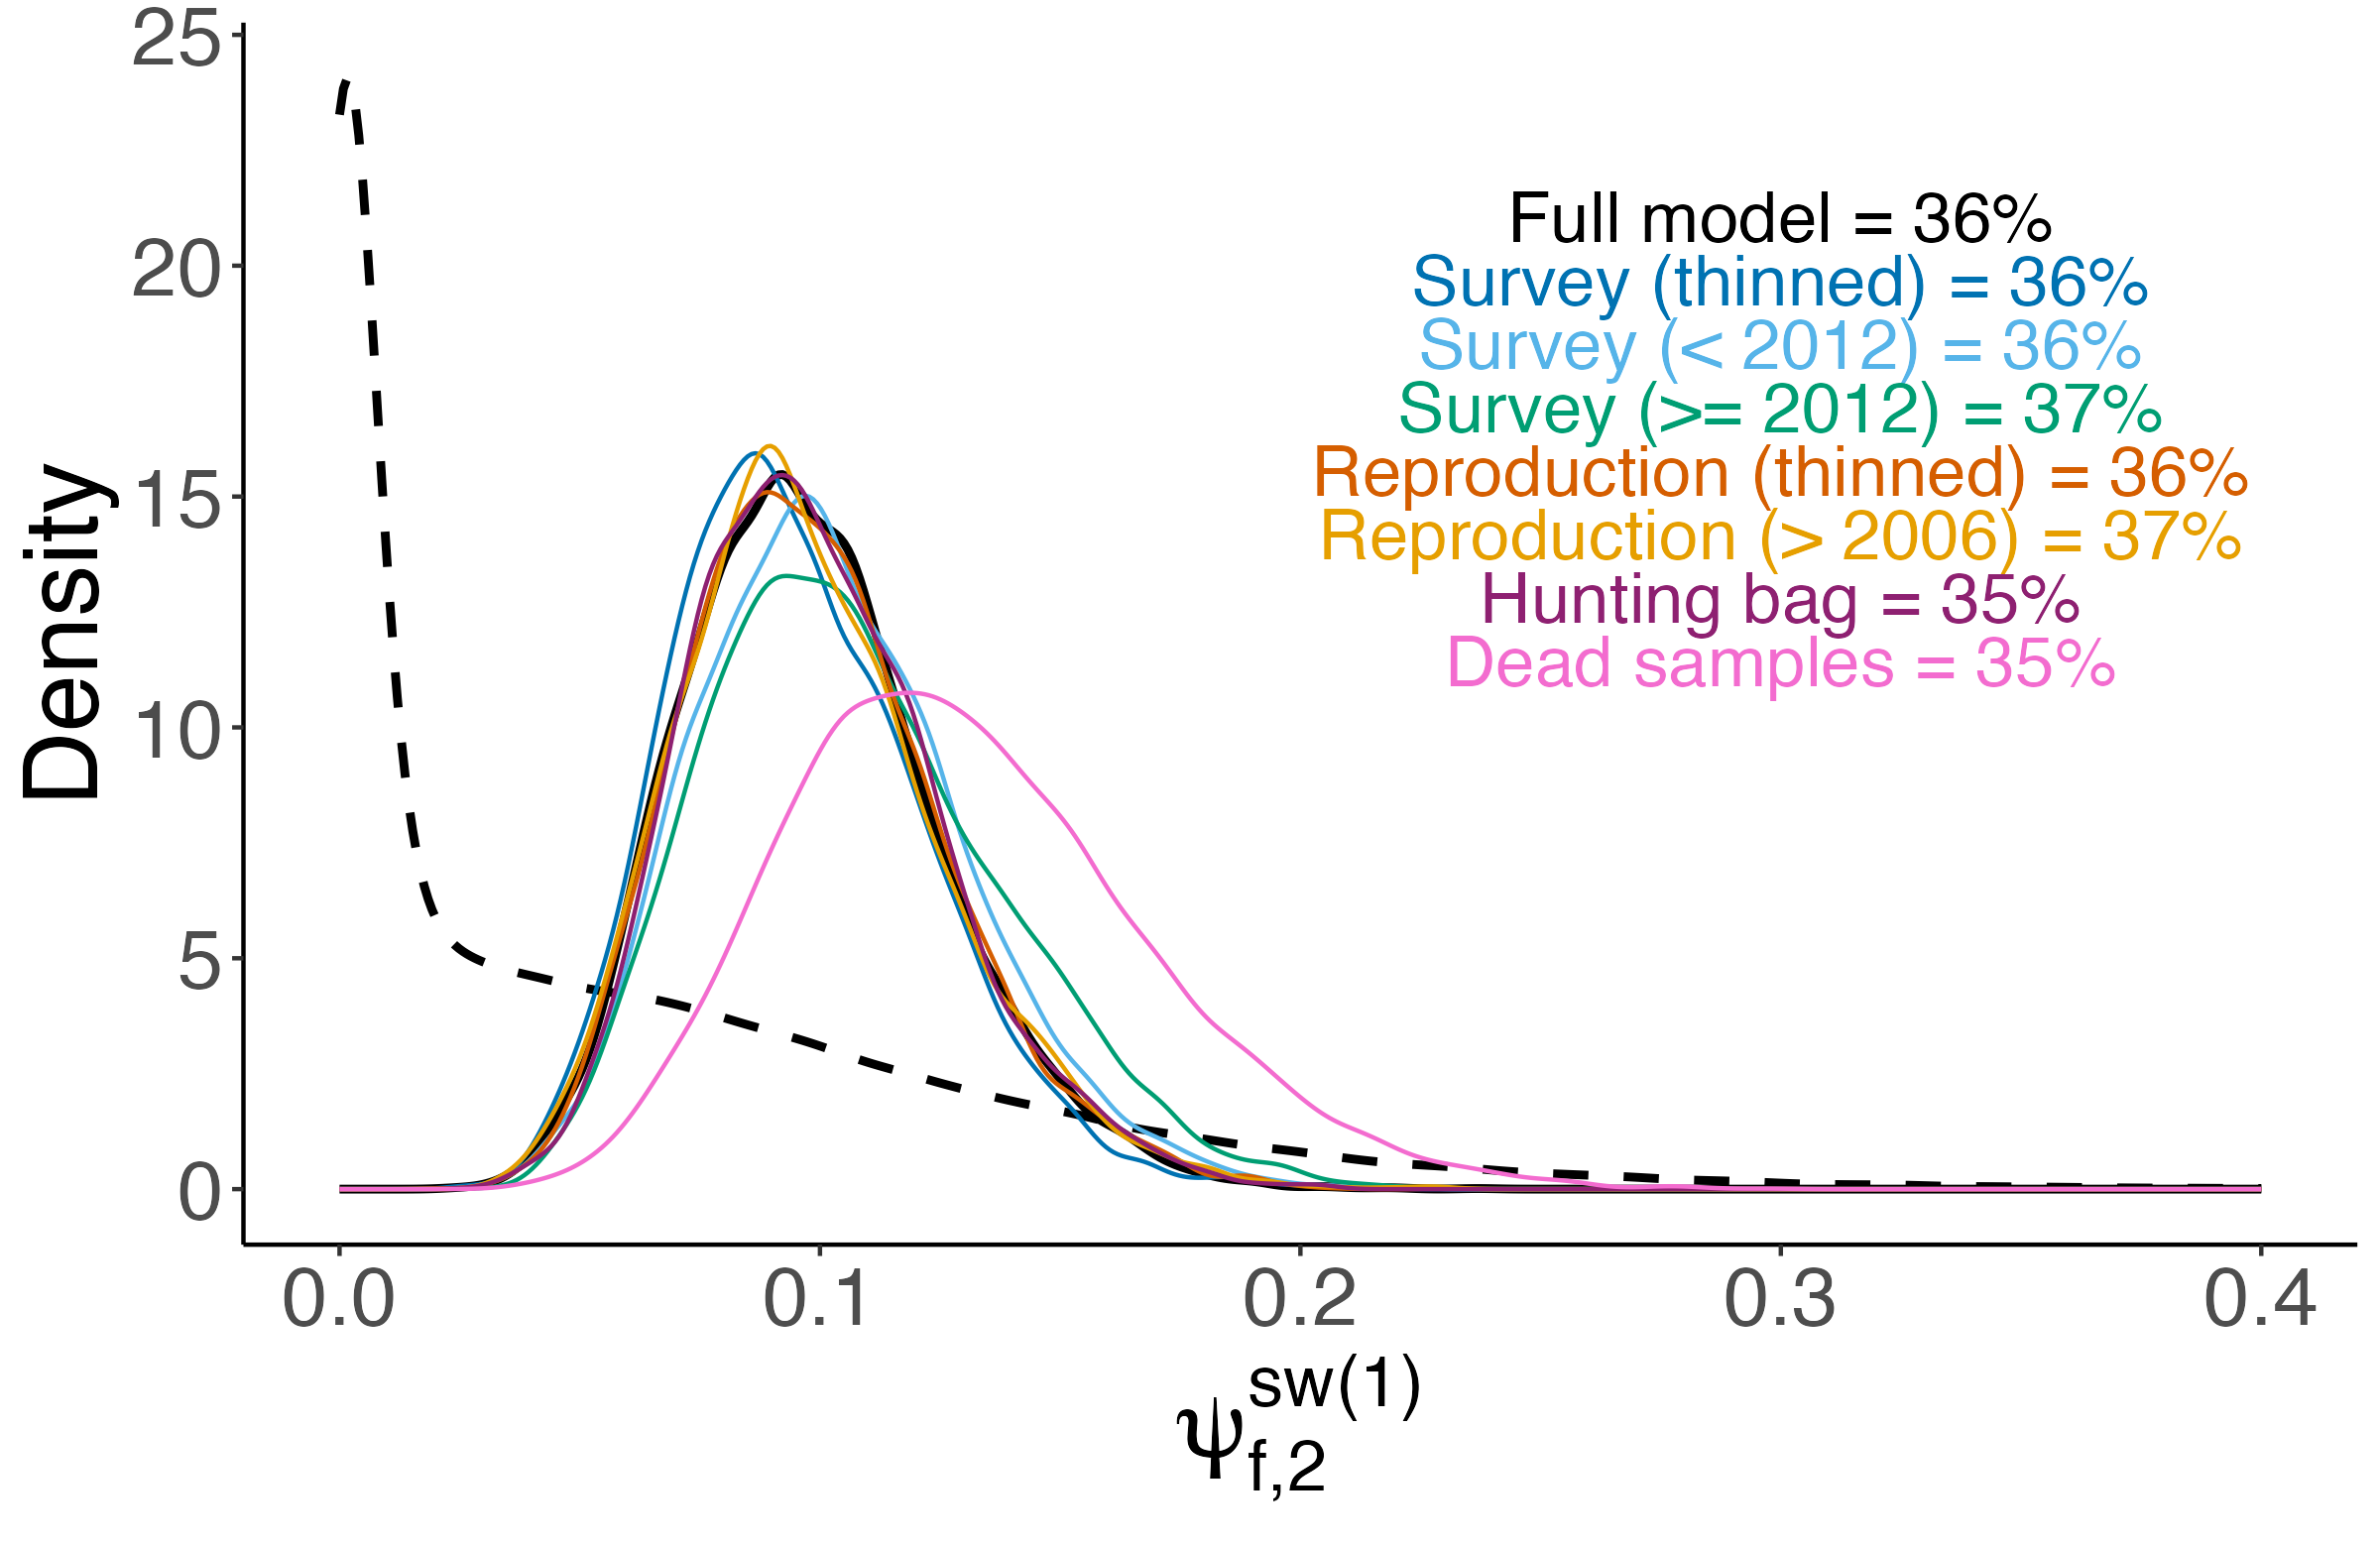 25
20
15
10
5
0
Density
Full model = 36%
Survey (thinned) = 36%
Survey (< 2012) = 36%
Survey (>= 2012) = 37%
Reproduction (thinned) = 36%
Reproduction (> 2006) = 37%
Hunting bag = 35%
Dead samples = 35%
0.0 0.1 0.2 0.3 0.4
ψ f,2 sw(1)